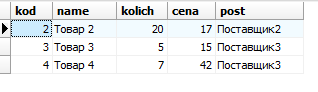 kod name kolich cena post
2 Товар 2 20 17 Поставщик2
3 Товар 3 5 15 Поставщик3
4 Товар 4 7 42 Поставщик3